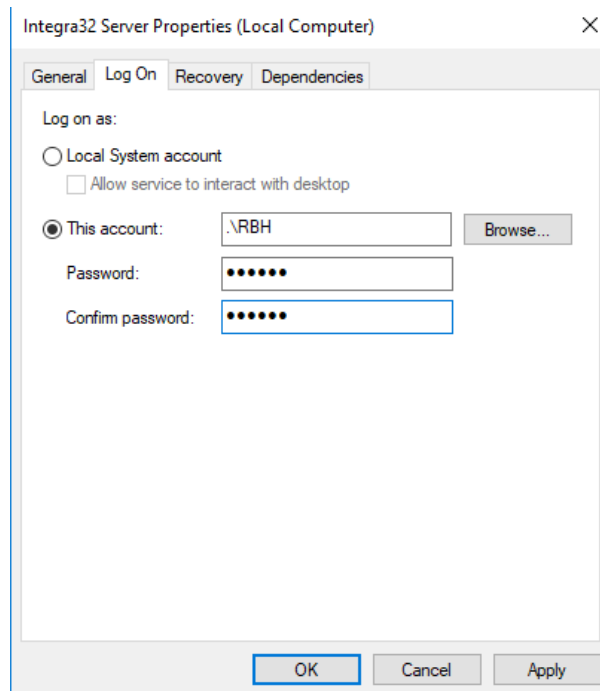 Integra32 Server Properties (Local Computer)
General Log On Recovery Dependencies
Log on as:
Local System account
Allow service to interact with desktop
This account: .\RBH Browse...
Password: ••••••
Confirm password: ••••••
OK Cancel Apply